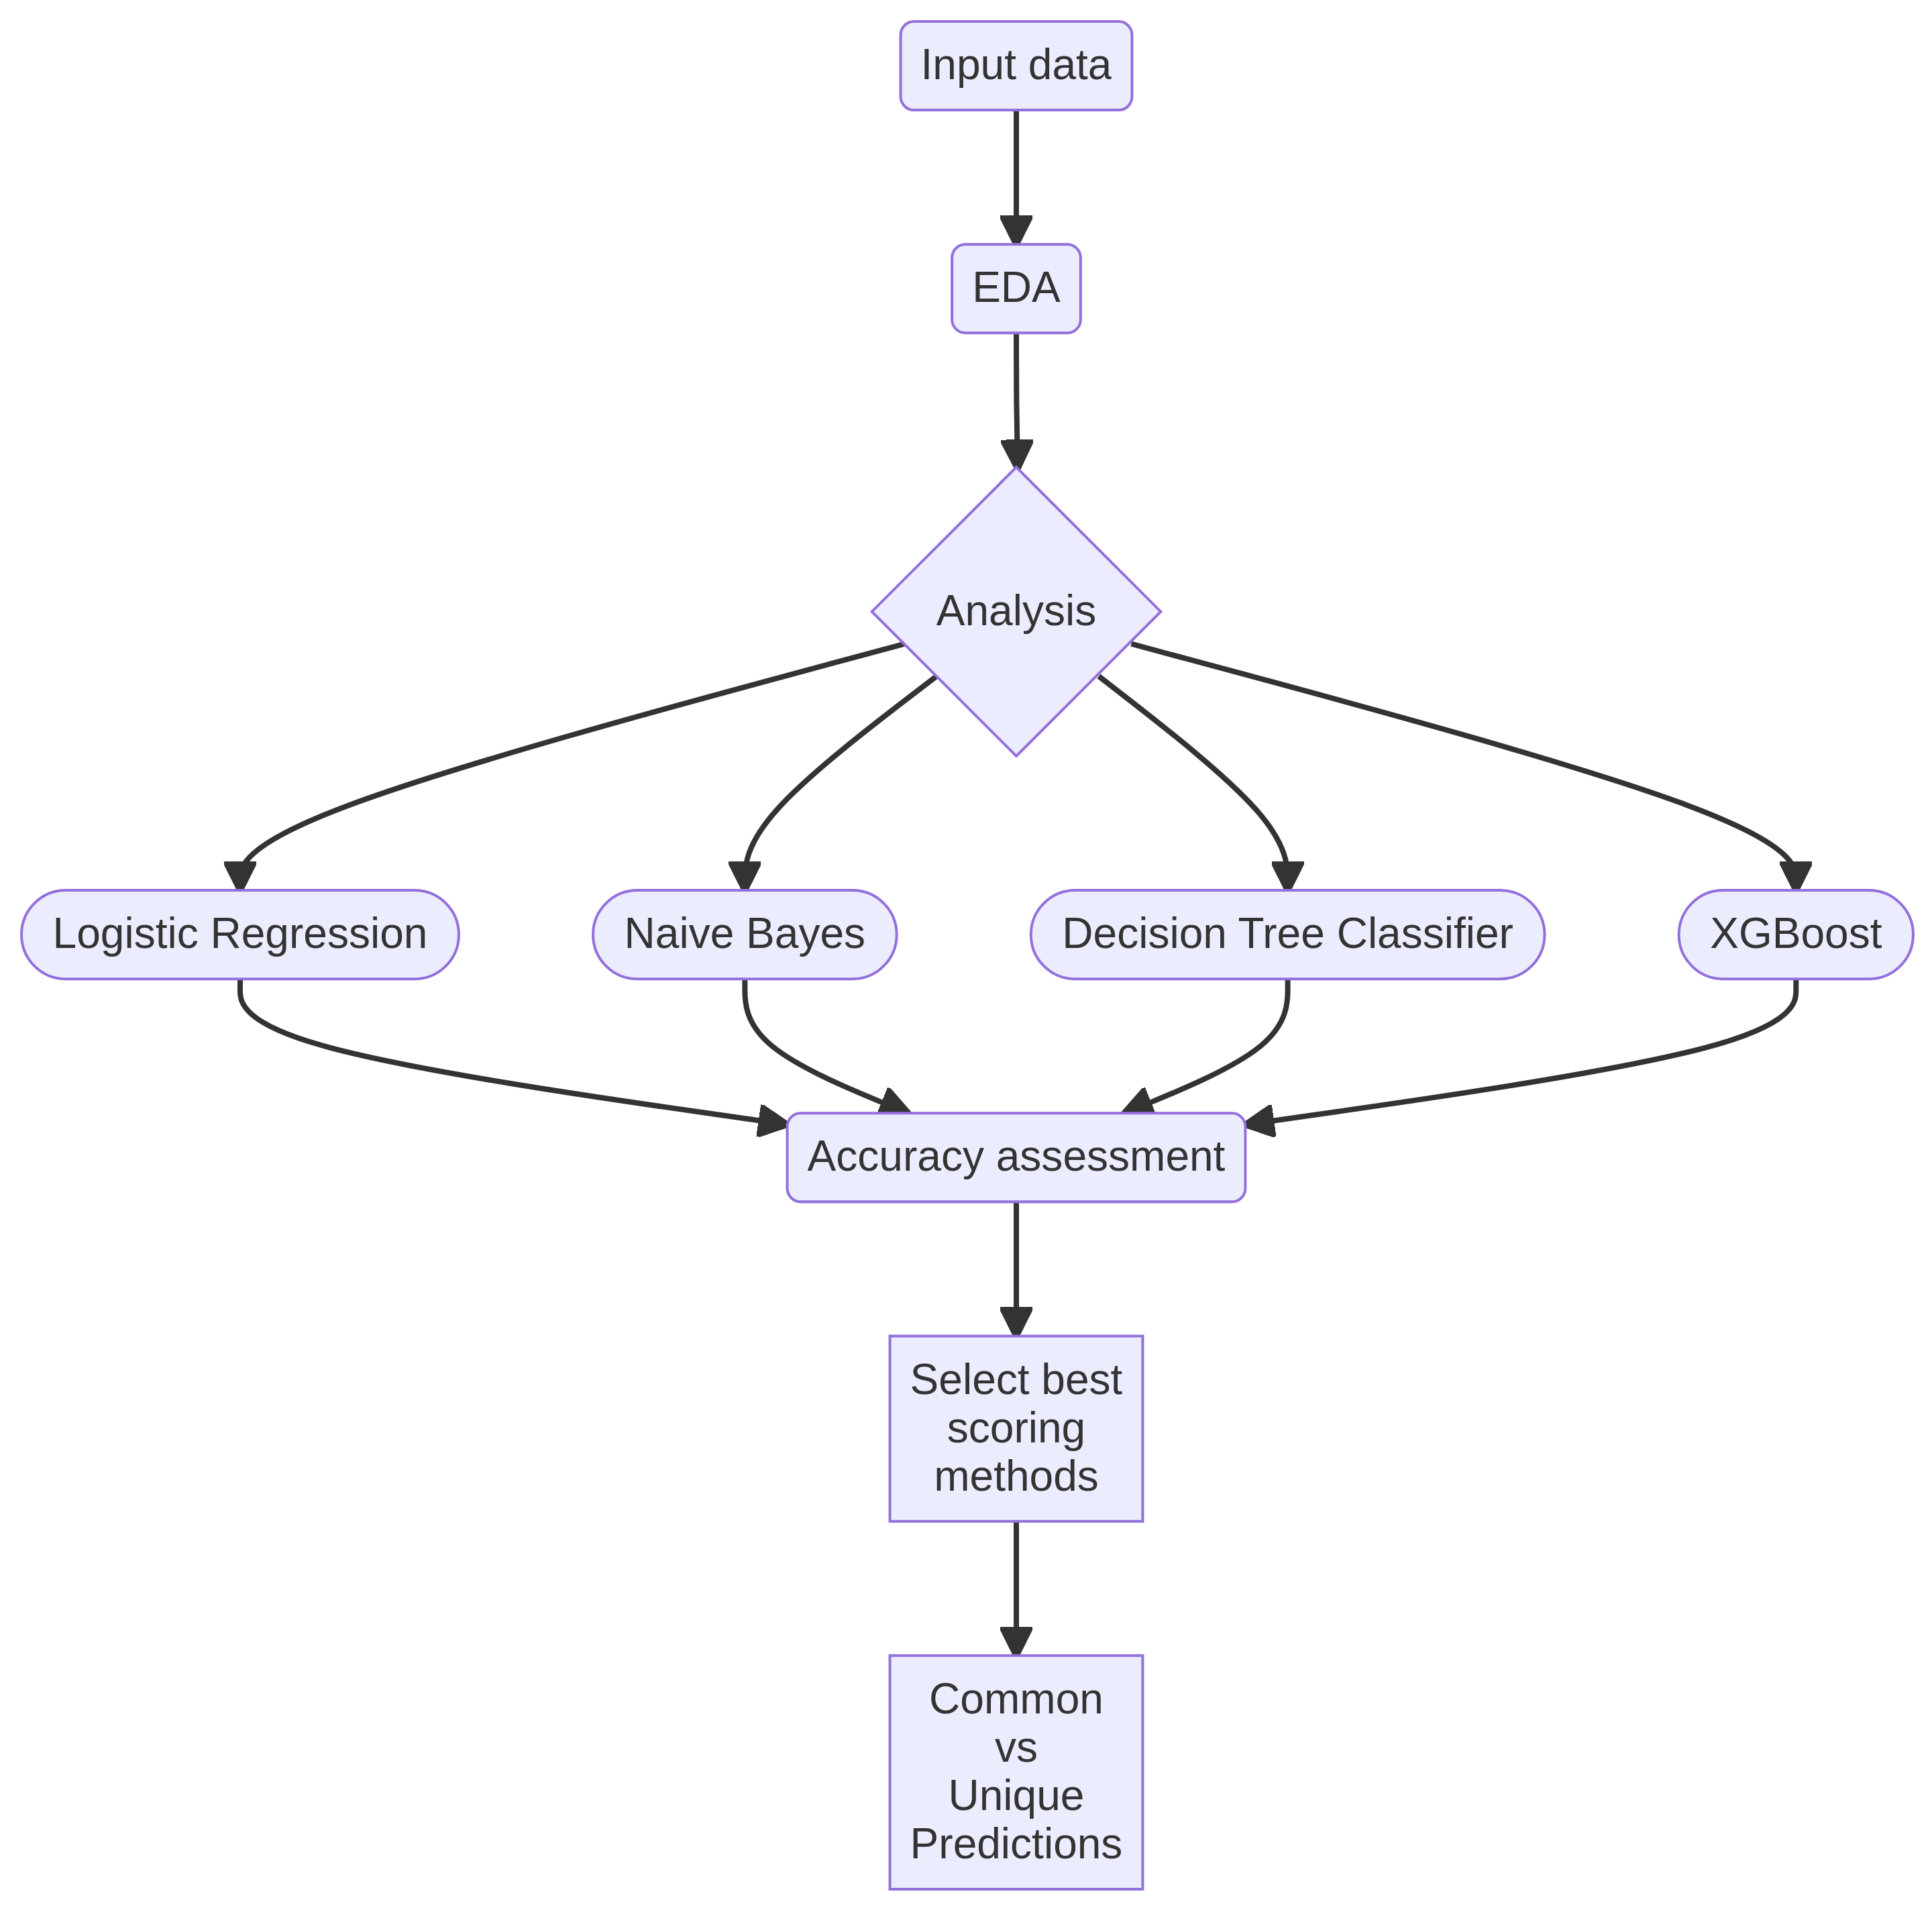 Input data
EDA
Analysis
Logistic Regression
Naive Bayes
Decision Tree Classifier
XGBoost
Accuracy assessment
Select best
scoring
methods
Common
vs
Unique
Predictions